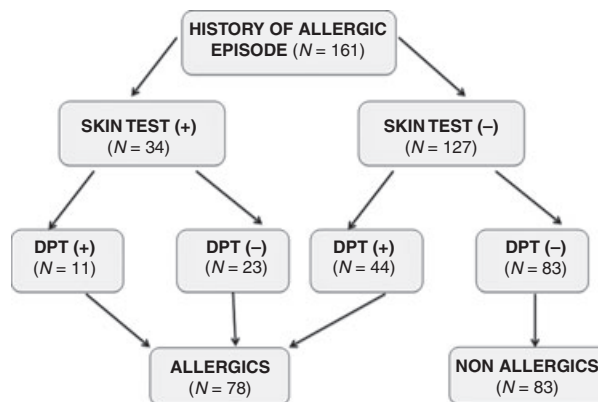 HISTORY OF ALLERGIC
EPISODE (N = 161)
SKIN TEST (+)
(N = 34)
SKIN TEST (–)
(N = 127)
DPT (+)
(N = 11)
DPT (–)
(N = 23)
DPT (+)
(N = 44)
DPT (–)
(N = 83)
ALLERGICS
(N = 78)
NON ALLERGICS
(N = 83)